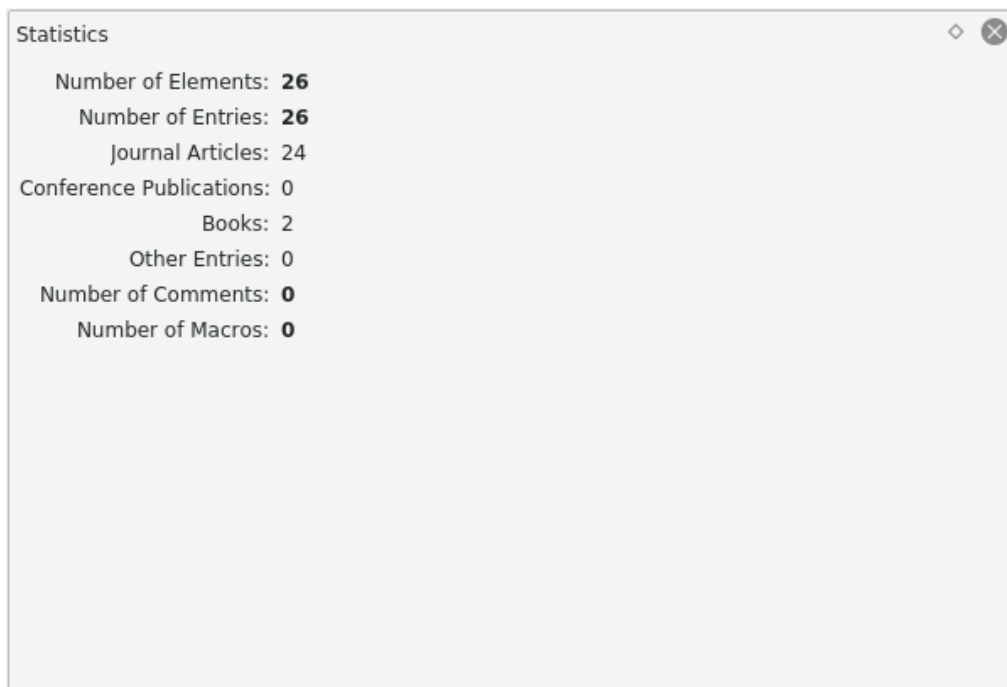 Statistics
Number of Elements: 26
Number of Entries: 26
Journal Articles: 24
Conference Publications: 0
Books: 2
Other Entries: 0
Number of Comments: 0
Number of Macros: 0